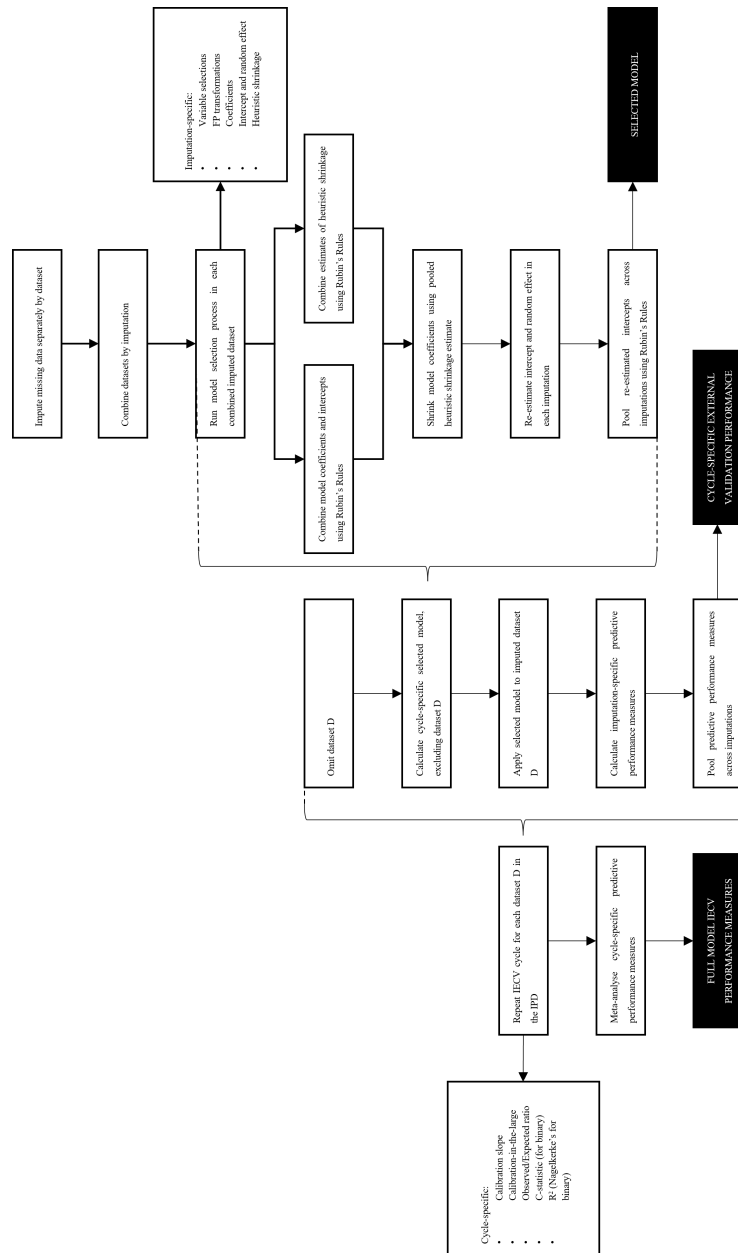 Impute missing data separately by dataset
Combine datasets by imputation
Run model selection process in each
combined imputed dataset
Imputation-specific:
• Variable selections
• FP transformations
• Coefficients
• Intercept and random effect
• Heuristic shrinkage
Combine model coefficients and intercepts
using Rubin's Rules
Combine estimates of heuristic shrinkage
using Rubin's Rules
Shrink model coefficients using pooled
heuristic shrinkage estimate
Re-estimate intercept and random effect in
each imputation
Pool re-estimated intercepts across
imputations using Rubin's Rules
SELECTED MODEL
Omit dataset D
Calculate cycle-specific selected model,
excluding dataset D
Apply selected model to imputed dataset
D
Calculate imputation-specific predictive
performance measures
Pool predictive performance measures
across imputations
CYCLE-SPECIFIC EXTERNAL
VALIDATION PERFORMANCE
Repeat IECV cycle for each dataset D in
the IPD
Meta-analyse cycle-specific predictive
performance measures
FULL MODEL IECV
PERFORMANCE MEASURES
Cycle-specific:
• Calibration slope
• Calibration-in-the-large
• Observed/Expected ratio
• C-statistic (for binary)
• R² (Nagelkerke's for
binary)